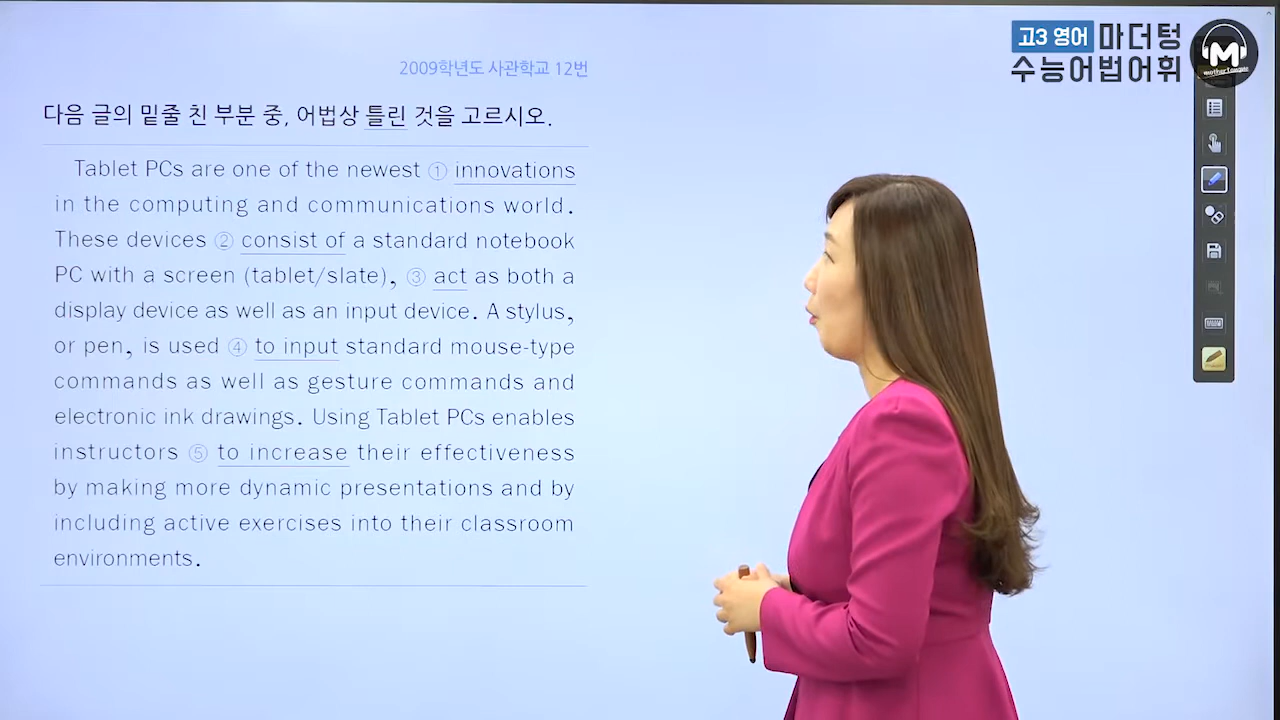 고3 영어 마더텅
수능어법어휘
M
mother tongue
2009학년도 사관학교 12번
다음 글의 밑줄 친 부분 중, 어법상 틀린 것을 고르시오.
Tablet PCs are one of the newest ① innovations
in the computing and communications world.
These devices ② consist of a standard notebook
PC with a screen (tablet/slate), ③ act as both a
display device as well as an input device. A stylus,
or pen, is used ④ to input standard mouse-type
commands as well as gesture commands and
electronic ink drawings. Using Tablet PCs enables
instructors ⑤ to increase their effectiveness
by making more dynamic presentations and by
including active exercises into their classroom
environments.